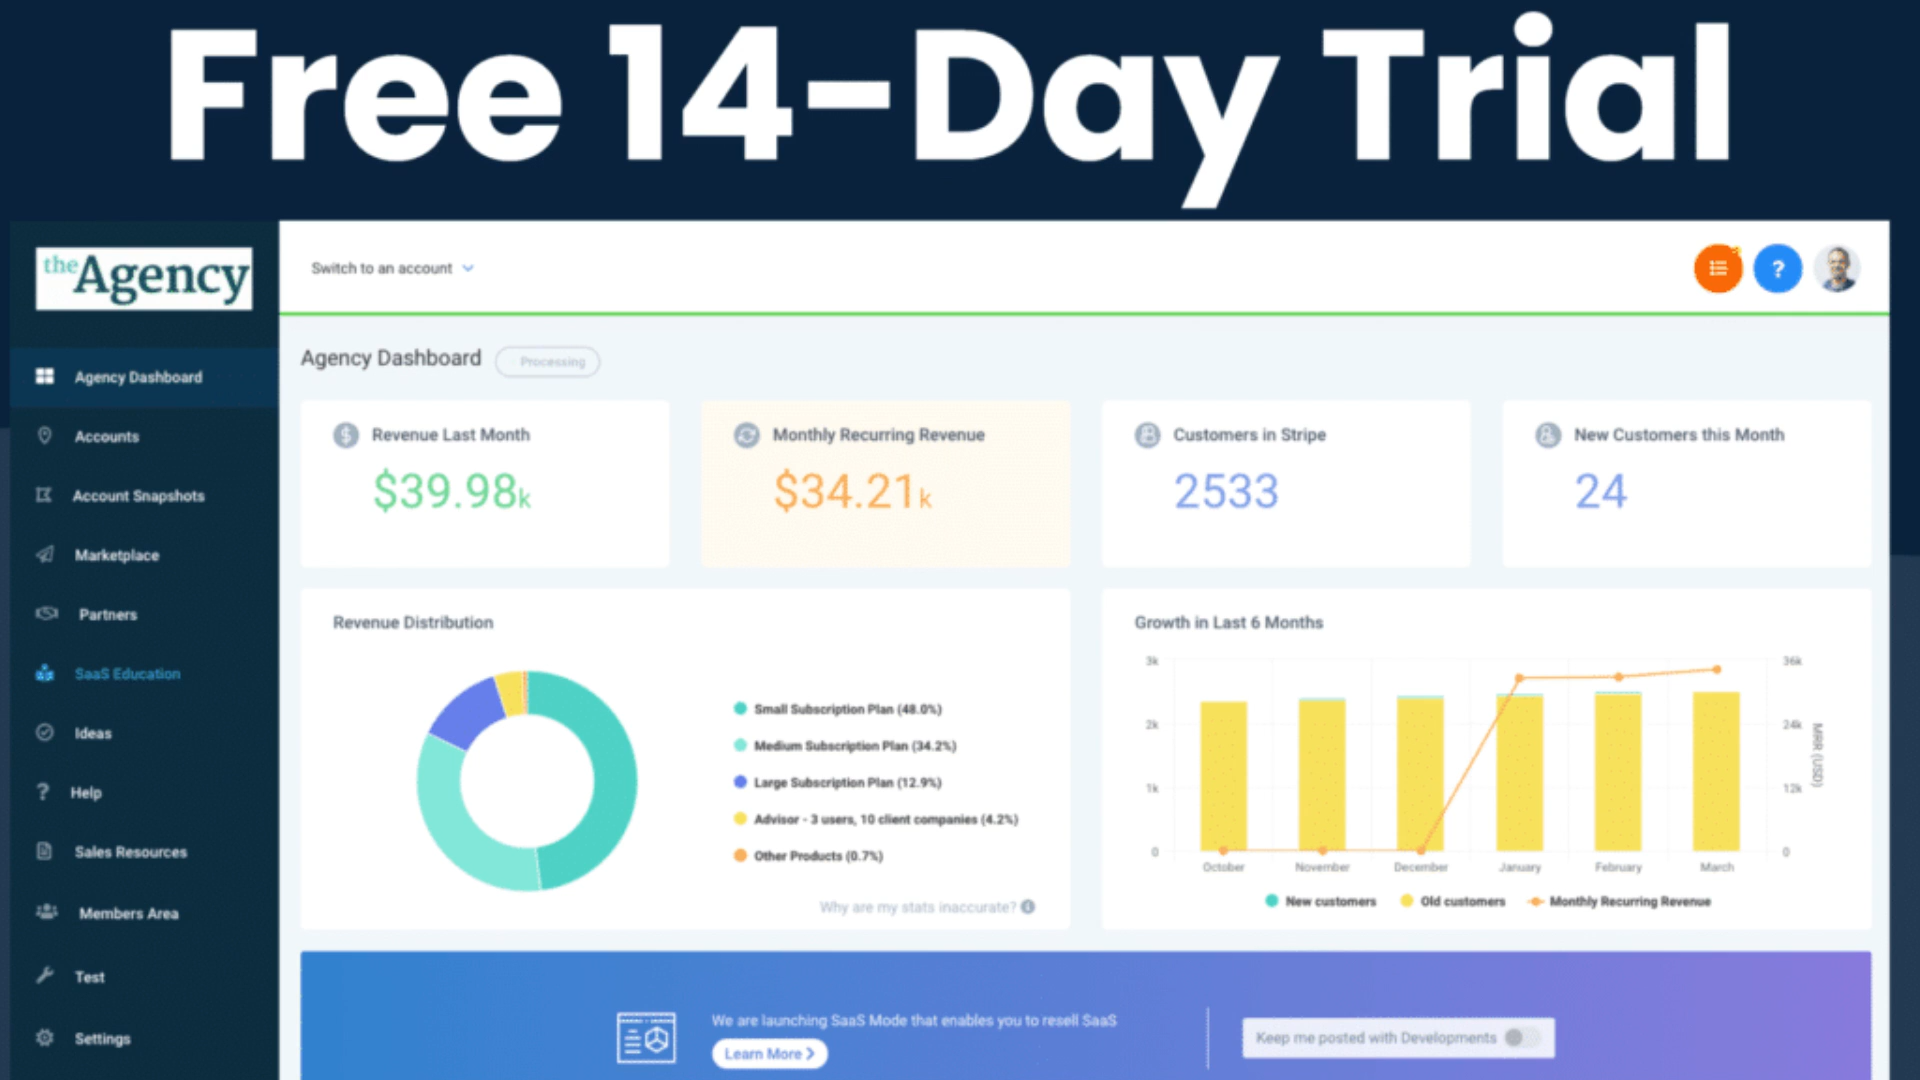 Free 14-Day Trial
theAgency
Switch to an account
?
Agency Dashboard
Accounts
Account Snapshots
Marketplace
Partners
SaaS Education
Ideas
? Help
Sales Resources
Members Area
Test
Settings
Agency Dashboard Processing
$ Revenue Last Month
$39.98k
Monthly Recurring Revenue
$34.21k
Customers in Stripe
2533
New Customers this Month
24
Revenue Distribution
Small Subscription Plan (48.0%)
Medium Subscription Plan (34.2%)
Large Subscription Plan (12.9%)
Advisor - 3 users, 10 client companies (4.2%)
Other Products (0.7%)
Why are my stats inaccurate?
Growth in Last 6 Months
3k 36k
2k 24k
1k 12k
0 0
MRR (USD)
October November December January February March
New customers Old customers Monthly Recurring Revenue
We are launching SaaS Mode that enables you to resell SaaS
Learn More
Keep me posted with Developments